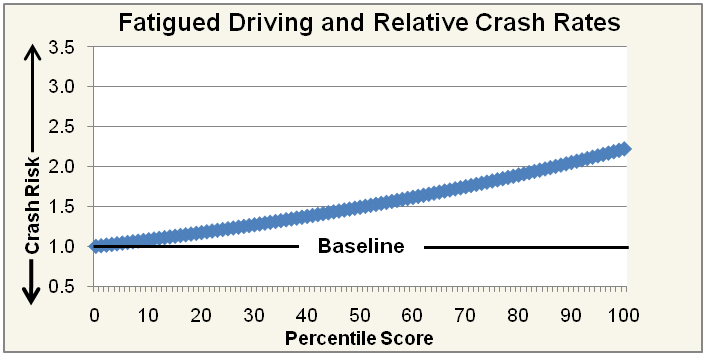 Fatigued Driving and Relative Crash Rates
Crash Risk
3.5
3.0
2.5
2.0
1.5
1.0
0.5
Baseline
0 10 20 30 40 50 60 70 80 90 100
Percentile Score